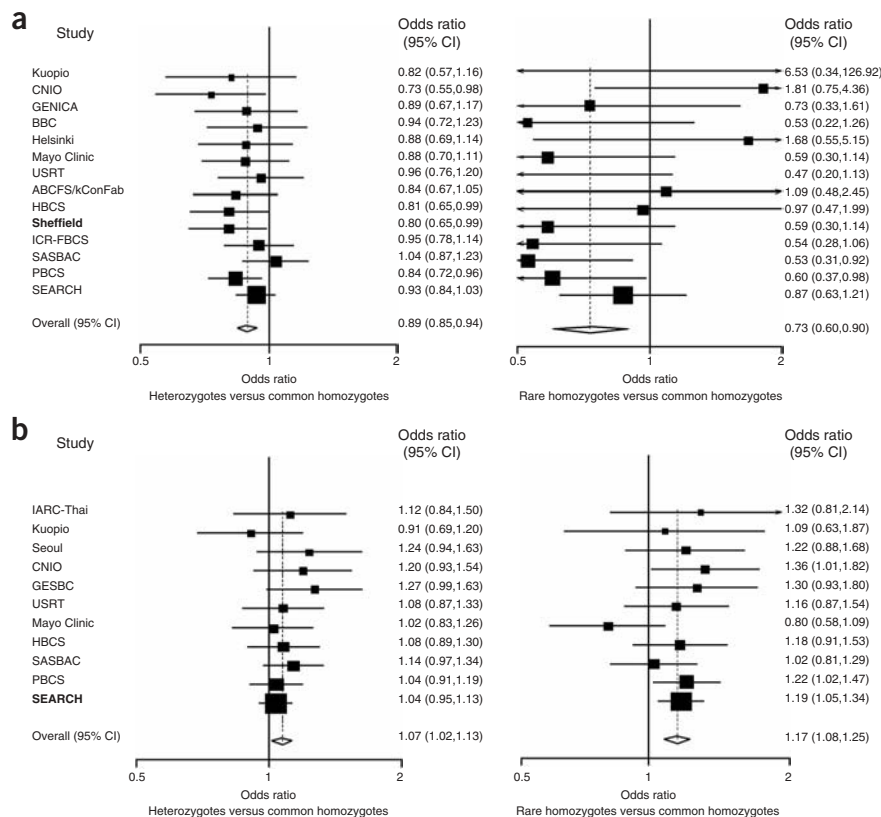 a
Study
Odds ratio
(95% CI)
Odds ratio
(95% CI)
Kuopio 0.82 (0.57,1.16) 6.53 (0.34,126.92)
CNIO 0.73 (0.55,0.98) 1.81 (0.75,4.36)
GENICA 0.89 (0.67,1.17) 0.73 (0.33,1.61)
BBC 0.94 (0.72,1.23) 0.53 (0.22,1.26)
Helsinki 0.88 (0.69,1.14) 1.68 (0.55,5.15)
Mayo Clinic 0.88 (0.70,1.11) 0.59 (0.30,1.14)
USRT 0.96 (0.76,1.20) 0.47 (0.20,1.13)
ABCFS/kConFab 0.84 (0.67,1.05) 1.09 (0.48,2.45)
HBCS 0.81 (0.65,0.99) 0.97 (0.47,1.99)
Sheffield 0.80 (0.65,0.99) 0.59 (0.30,1.14)
ICR-FBCS 0.95 (0.78,1.14) 0.54 (0.28,1.06)
SASBAC 1.04 (0.87,1.23) 0.53 (0.31,0.92)
PBCS 0.84 (0.72,0.96) 0.60 (0.37,0.98)
SEARCH 0.93 (0.84,1.03) 0.87 (0.63,1.21)
Overall (95% CI) 0.89 (0.85,0.94) 0.73 (0.60,0.90)
0.5 1 2 0.5 1 2
Odds ratio Odds ratio
Heterozygotes versus common homozygotes Rare homozygotes versus common homozygotes
b
Study
Odds ratio
(95% CI)
Odds ratio
(95% CI)
IARC-Thai 1.12 (0.84,1.50) 1.32 (0.81,2.14)
Kuopio 0.91 (0.69,1.20) 1.09 (0.63,1.87)
Seoul 1.24 (0.94,1.63) 1.22 (0.88,1.68)
CNIO 1.20 (0.93,1.54) 1.36 (1.01,1.82)
GESBC 1.27 (0.99,1.63) 1.30 (0.93,1.80)
USRT 1.08 (0.87,1.33) 1.16 (0.87,1.54)
Mayo Clinic 1.02 (0.83,1.26) 0.80 (0.58,1.09)
HBCS 1.08 (0.89,1.30) 1.18 (0.91,1.53)
SASBAC 1.14 (0.97,1.34) 1.02 (0.81,1.29)
PBCS 1.04 (0.91,1.19) 1.22 (1.02,1.47)
SEARCH 1.04 (0.95,1.13) 1.19 (1.05,1.34)
Overall (95% CI) 1.07 (1.02,1.13) 1.17 (1.08,1.25)
0.5 1 2 0.5 1 2
Odds ratio Odds ratio
Heterozygotes versus common homozygotes Rare homozygotes versus common homozygotes